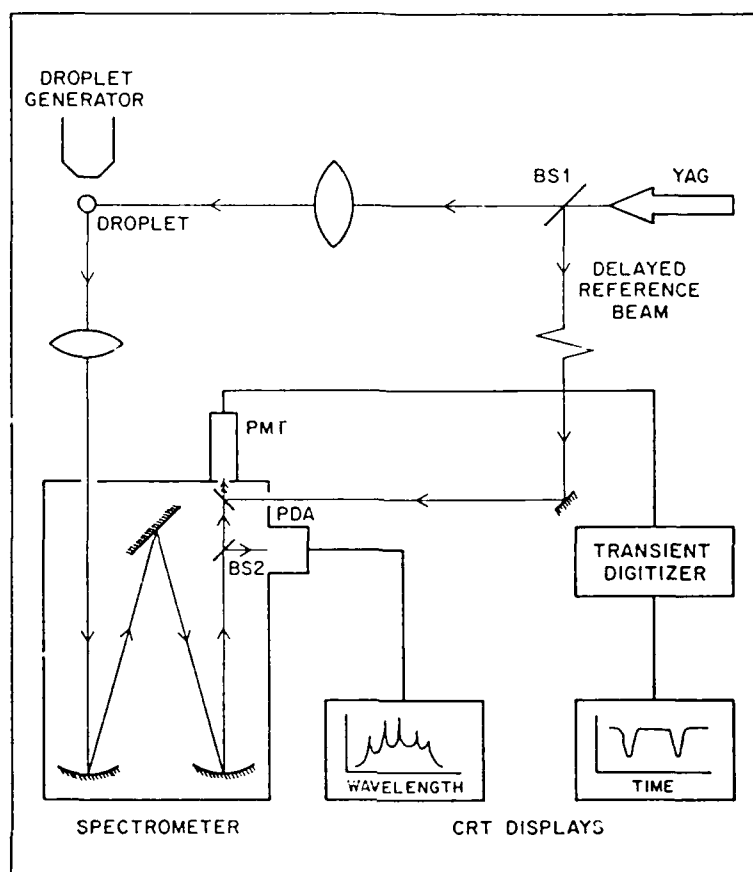 DROPLET
GENERATOR
BS1
YAG
DROPLET
DELAYED
REFERENCE
BEAM
PMT
PDA
BS2
TRANSIENT
DIGITIZER
WAVELENGTH
TIME
SPECTROMETER
CRT DISPLAYS